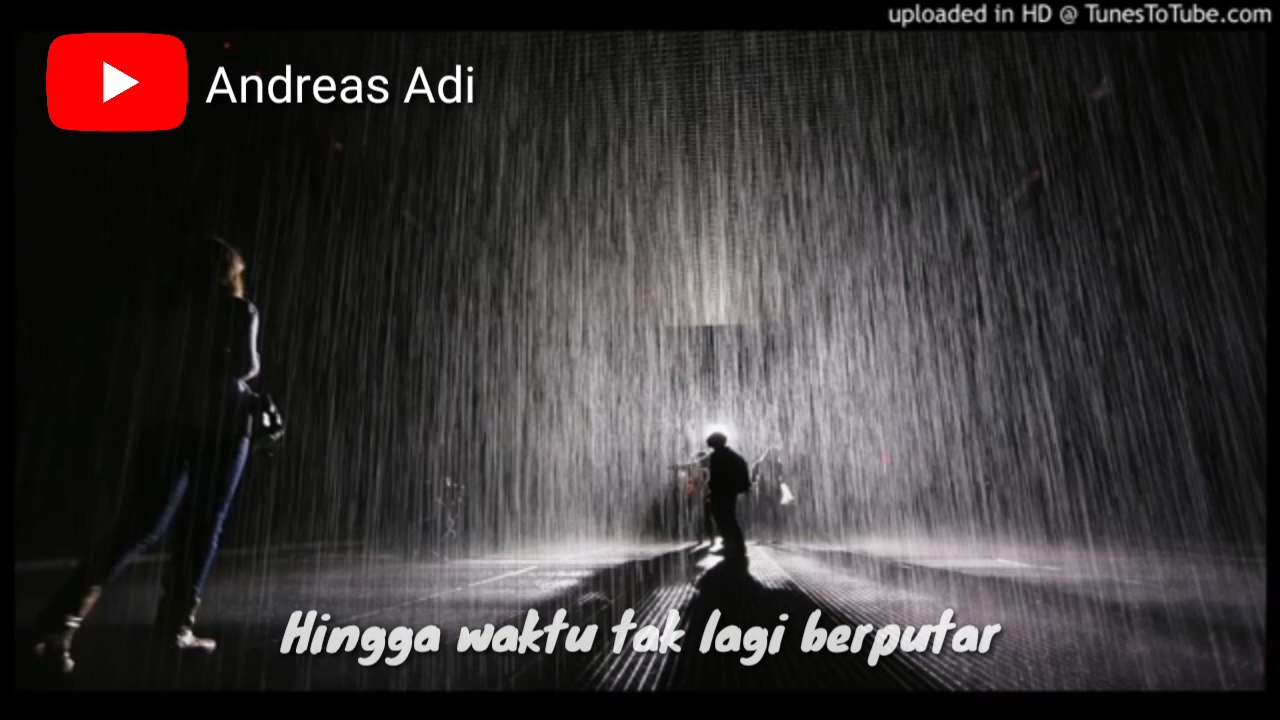 uploaded in HD @ TunesToTube.com
Andreas Adi
Hingga waktu tak lagi berputar